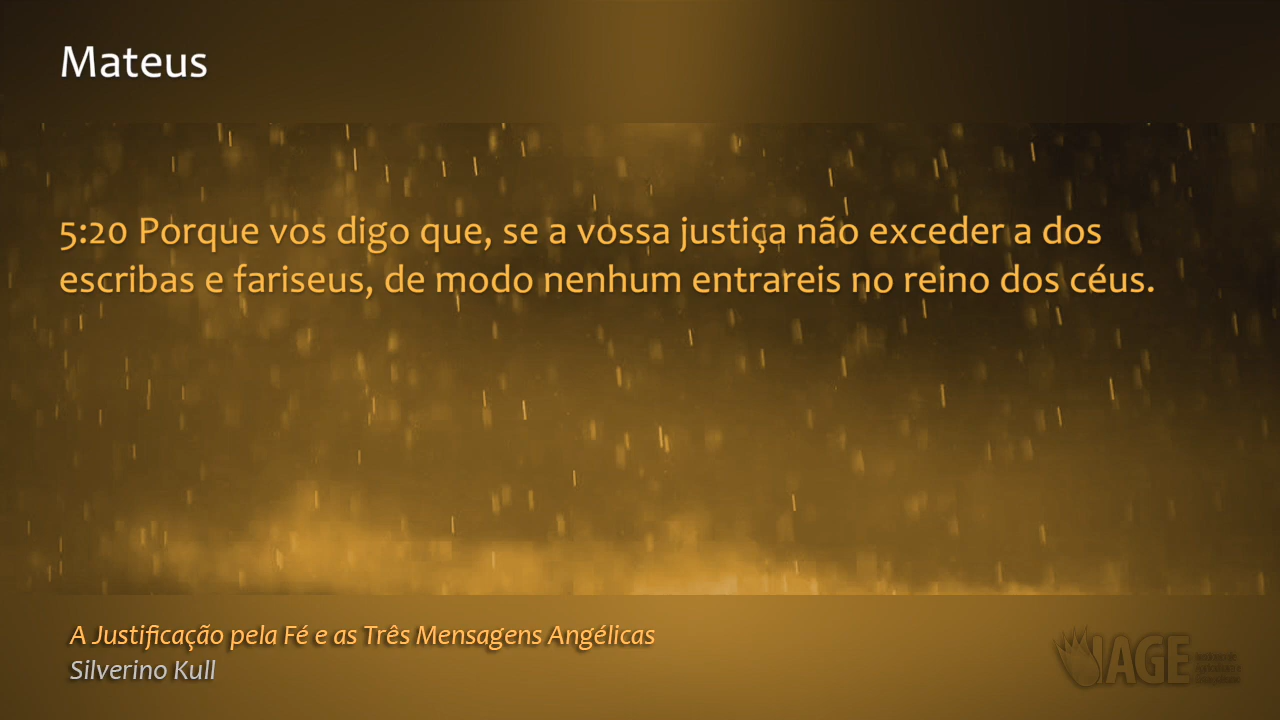 Mateus
5:20 Porque vos digo que, se a vossa justiça não exceder a dos
escribas e fariseus, de modo nenhum entrareis no reino dos céus.
A Justificação pela Fé e as Três Mensagens Angélicas
Silverino Kull
IAGE